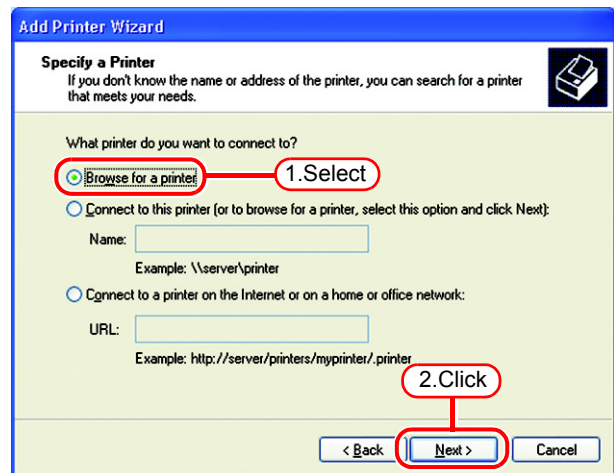 Add Printer Wizard
Specify a Printer
If you don't know the name or address of the printer, you can search for a printer
that meets your needs.
What printer do you want to connect to?
Browse for a printer
1.Select
Connect to this printer (or to browse for a printer, select this option and click Next):
Name:
Example: \\server\printer
Connect to a printer on the Internet or on a home or office network:
URL:
Example: http://server/printers/myprinter/.printer
2.Click
< Back
Next >
Cancel